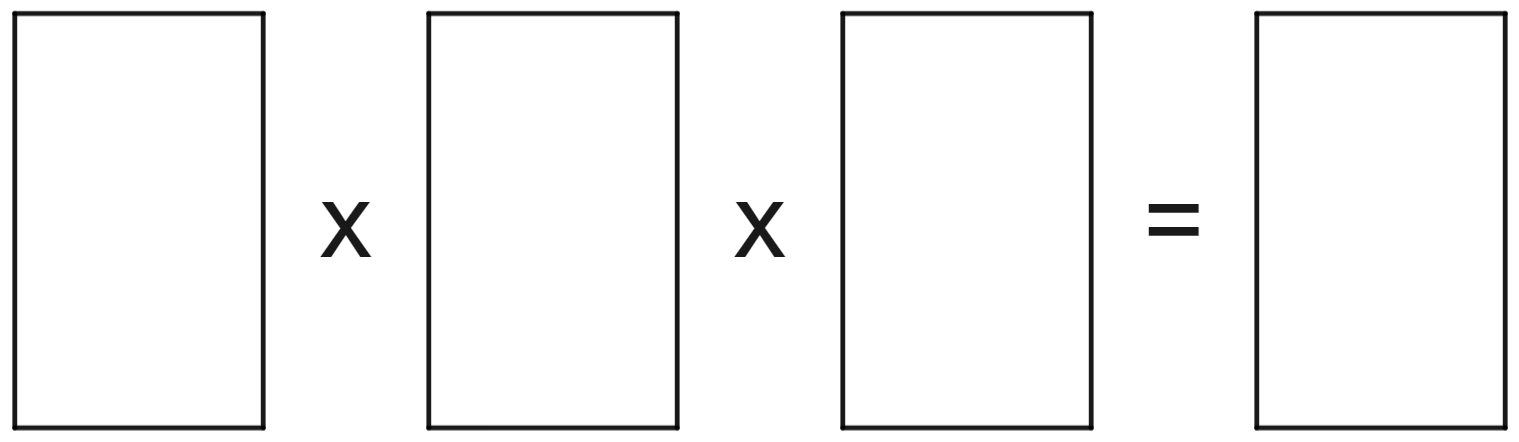 x x =